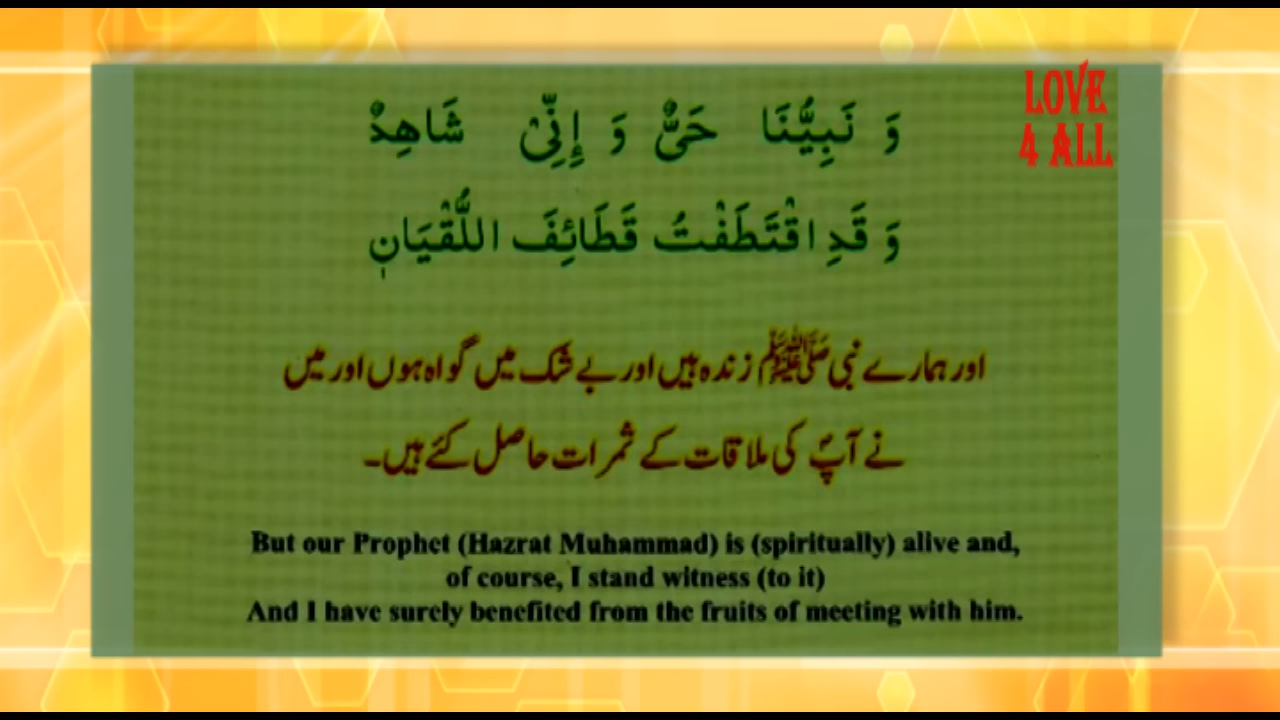 LOVE
4 ALL
وَ نَبِيُّنَا حَىٌّ وَ إِنِّىْ شَاهِدٌ
وَ قَدِ اقْتَطَفْتُ قَطَائِفَ اللُّقْيَانٖ
اور ہمارے نبی ﷺ زندہ ہیں اور بے شک میں گواہ ہوں اور میں
نے آپؐ کی ملاقات کے ثمرات حاصل کئے ہیں۔
But our Prophet (Hazrat Muhammad) is (spiritually) alive and,
of course, I stand witness (to it)
And I have surely benefited from the fruits of meeting with him.